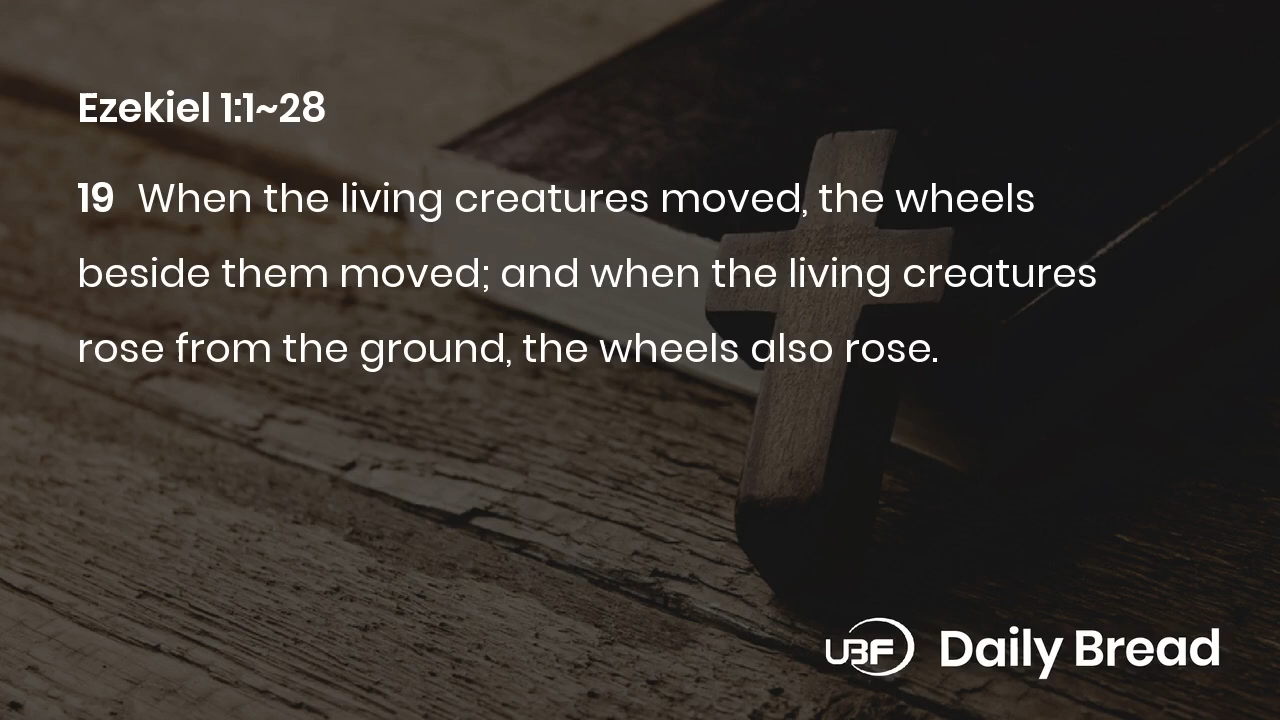 Ezekiel 1:1~28
19 When the living creatures moved, the wheels
beside them moved; and when the living creatures
rose from the ground, the wheels also rose.
UBF Daily Bread